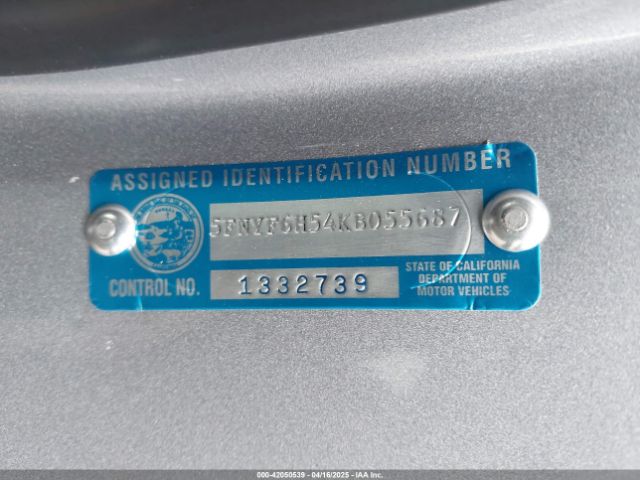 ASSIGNED IDENTIFICATION NUMBER
5FNYF6H54KB055687
CONTROL NO. 1332739
STATE OF CALIFORNIA
DEPARTMENT OF
MOTOR VEHICLES
000-42050539 - 04/16/2025 - IAA, Inc.